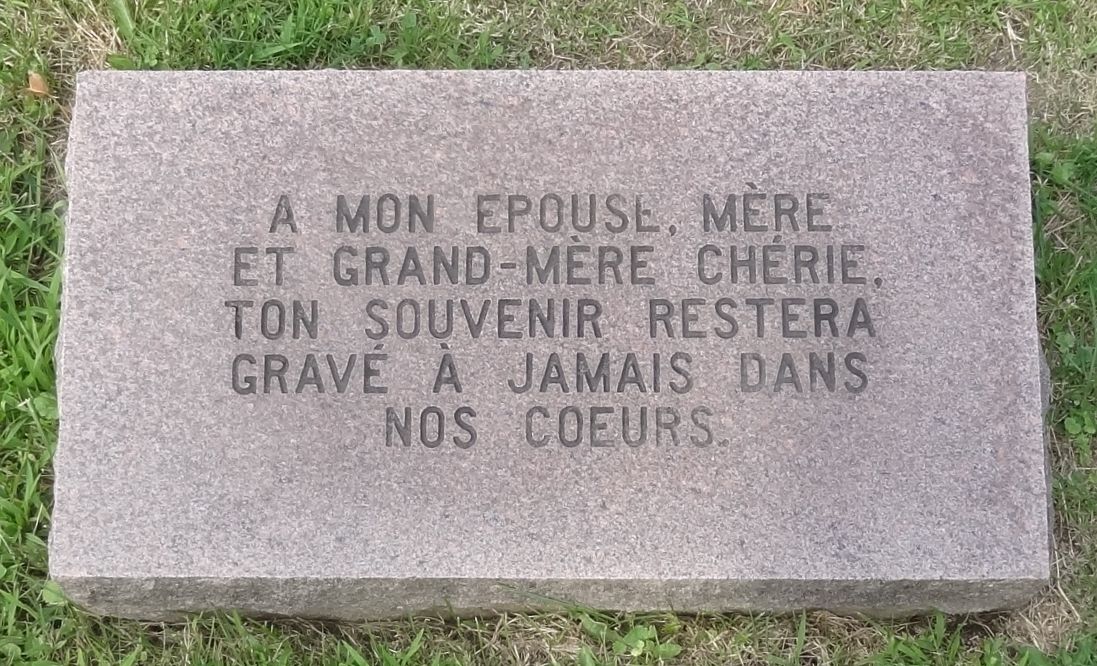 A MON EPOUSE, MÈRE
ET GRAND-MÈRE CHÉRIE,
TON SOUVENIR RESTERA
GRAVÉ À JAMAIS DANS
NOS COEURS.